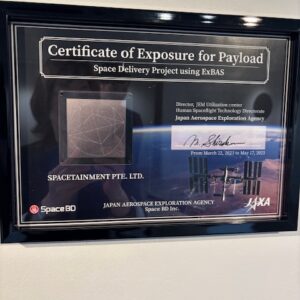 Certificate of Exposure for Payload
Space Delivery Project using ExBAS
Director, JEM Utilization center
Human Spaceflight Technology Directorate
Japan Aerospace Exploration Agency
From March 12, 2023 to May 17, 2023
SPACETAINMENT PTE. LTD.
Space BD
JAPAN AEROSPACE EXPLORATION AGENCY
Space BD Inc.
JAXA